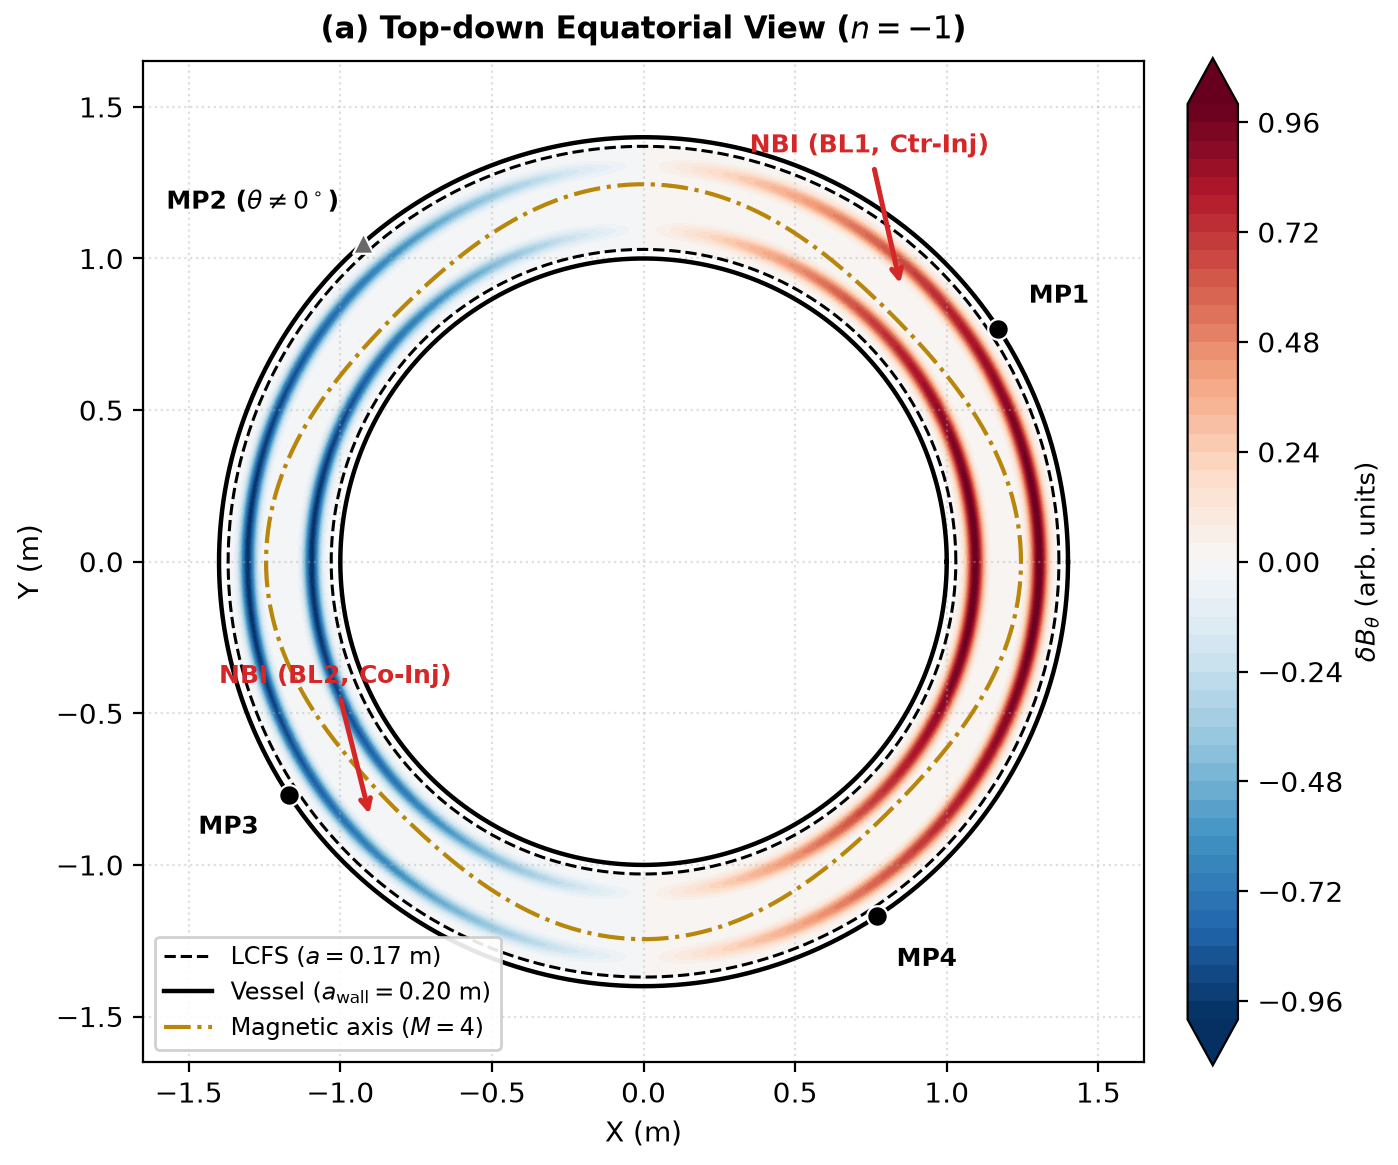 (a) Top-down Equatorial View (n = −1)
NBI (BL1, Ctr-Inj)
MP2 (θ ≠ 0°)
MP1
NBI (BL2, Co-Inj)
MP3
MP4
LCFS (a = 0.17 m)
Vessel (a_wall = 0.20 m)
Magnetic axis (M = 4)
1.5
1.0
0.5
0.0
−0.5
−1.0
−1.5
Y (m)
−1.5 −1.0 −0.5 0.0 0.5 1.0 1.5
X (m)
0.96
0.72
0.48
0.24
0.00
−0.24
−0.48
−0.72
−0.96
δB_θ (arb. units)